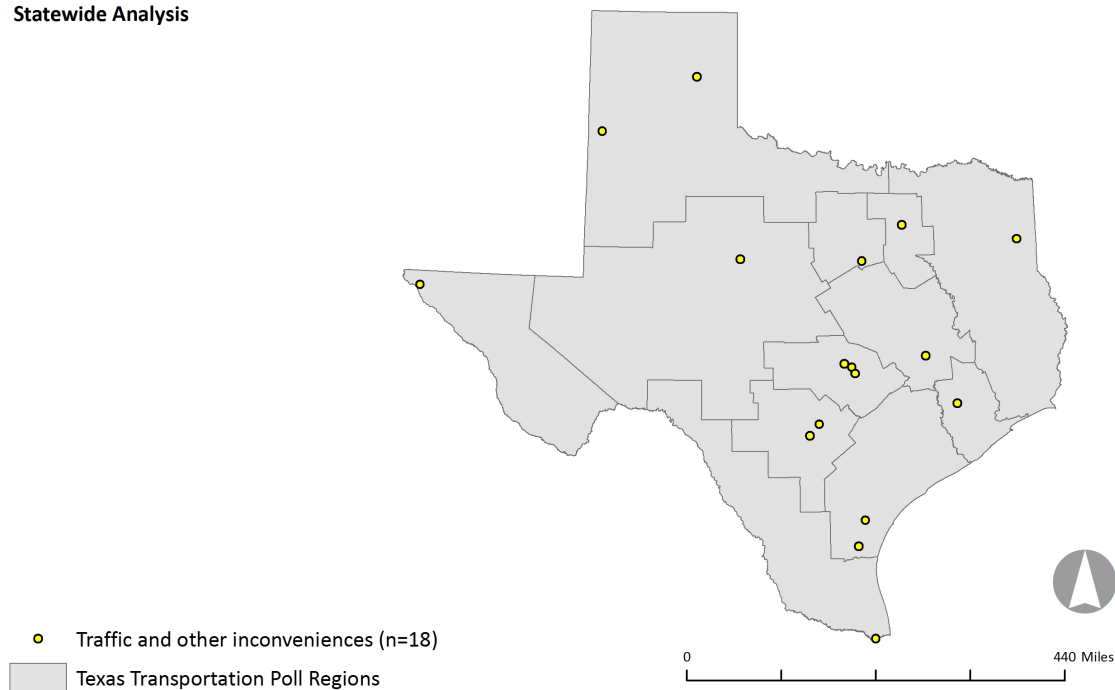 Statewide Analysis
Traffic and other inconveniences (n=18)
Texas Transportation Poll Regions
0 440 Miles